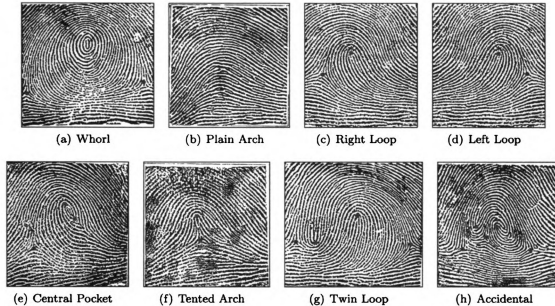 (a) Whorl
(b) Plain Arch
(c) Right Loop
(d) Left Loop
(e) Central Pocket
(f) Tented Arch
(g) Twin Loop
(h) Accidental